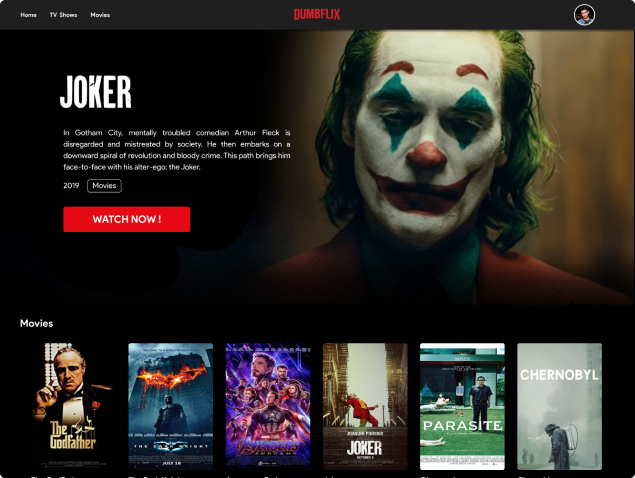 Home TV Shows Movies DUMBFLIX
JOKER
In Gotham City, mentally troubled comedian Arthur Fleck is
disregarded and mistreated by society. He then embarks on a
downward spiral of revolution and bloody crime. This path brings him
face-to-face with his alter-ego: the Joker.
2019 Movies
WATCH NOW !
Movies
The Godfather
THE DARK KNIGHT
JULY 18
AVENGERS
ENDGAME
JOAQUIN PHOENIX
JOKER
OCTOBER 4
PARASITE
CHERNOBYL